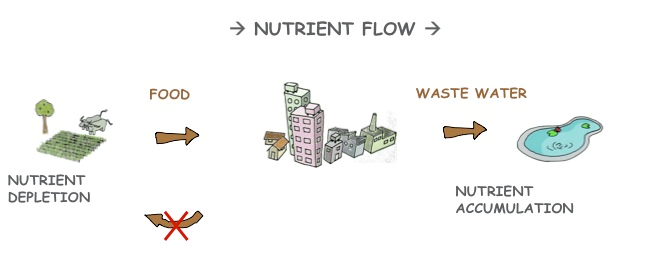 → NUTRIENT FLOW →
FOOD
WASTE WATER
NUTRIENT
DEPLETION
NUTRIENT
ACCUMULATION